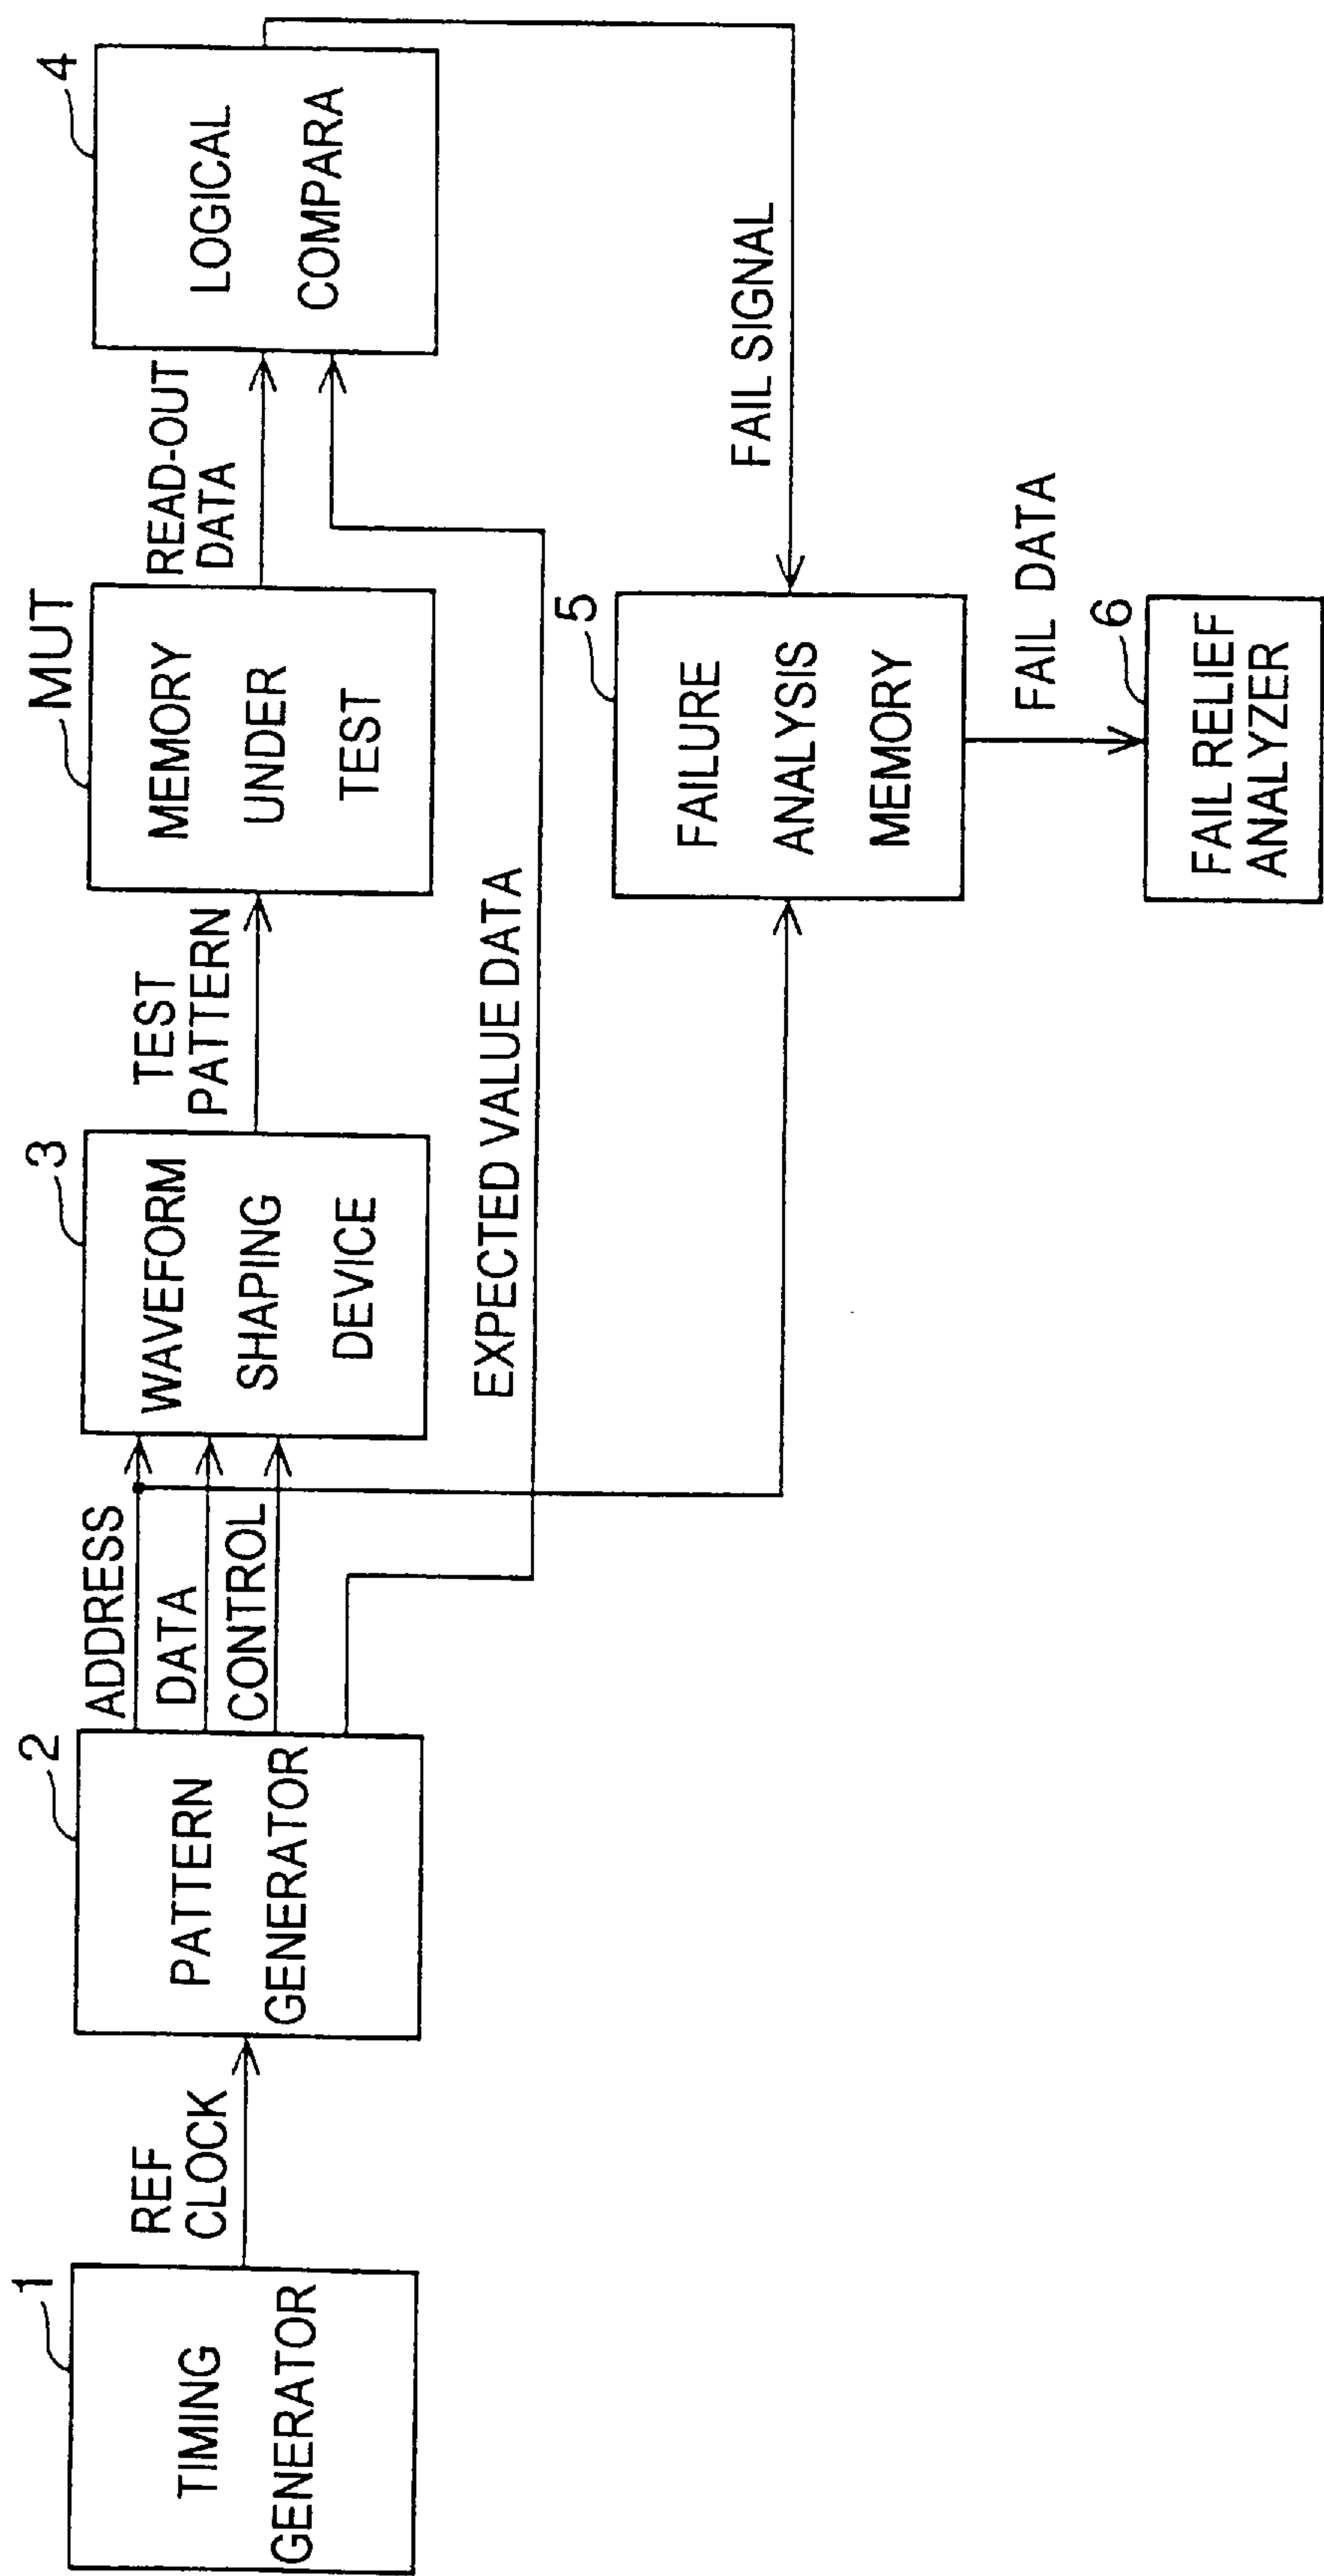 1
TIMING
GENERATOR
REF
CLOCK
2
PATTERN
GENERATOR
ADDRESS
DATA
CONTROL
3
WAVEFORM
SHAPING
DEVICE
TEST
PATTERN
MUT
MEMORY
UNDER
TEST
READ-OUT
DATA
4
LOGICAL
COMPARA
EXPECTED VALUE DATA
FAIL SIGNAL
5
FAILURE
ANALYSIS
MEMORY
FAIL DATA
6
FAIL RELIEF
ANALYZER